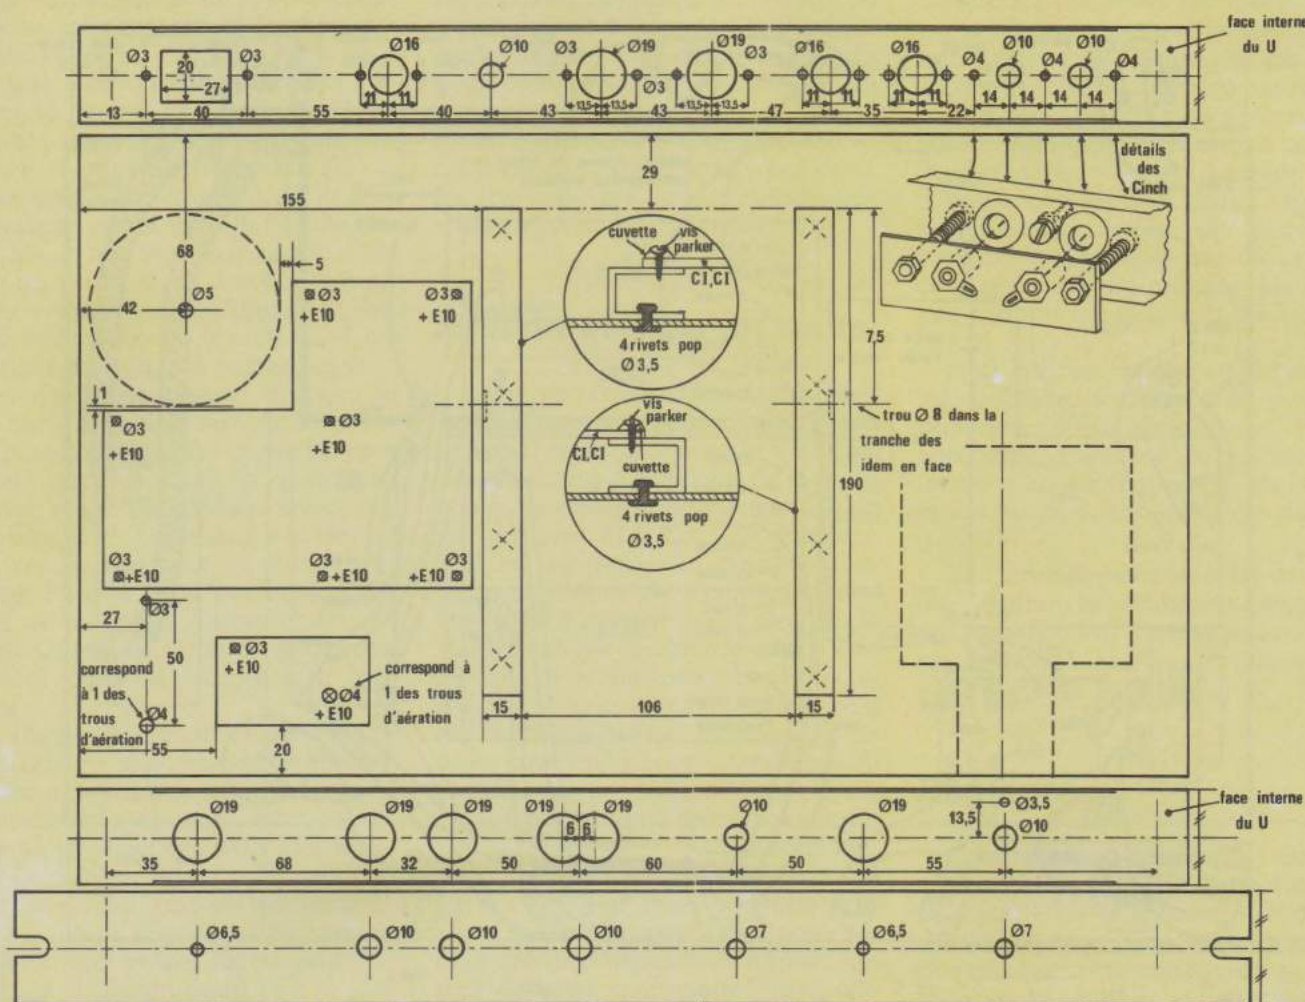 face interne
du U
Ø3
20
27
Ø3
Ø16
11
11
Ø10
Ø3
Ø19
Ø3
13,5
13,5
Ø19
Ø3
13,5
13,5
Ø16
11
11
Ø16
11
11
Ø4
Ø10
Ø10
Ø4
14
14
14
14
13
40
55
40
43
43
47
35
22
détails
des
Cinch
29
155
68
5
42
Ø5
1
Ø3
+E10
Ø3
+E10
Ø3
+E10
Ø3
+E10
Ø3
+E10
Ø3
+E10
Ø3
+E10
cuvette
vis
parker
CI,CI
4 rivets pop
Ø3,5
vis
parker
CI,CI
cuvette
4 rivets pop
Ø3,5
7,5
trou Ø 8 dans la
tranche des
idem en face
190
27
Ø3
50
correspond
à 1 des
trous
d'aération
Ø4
55
Ø3
+E10
Ø4
+E10
correspond à
1 des trous
d'aération
20
15
106
15
Ø19
Ø19
Ø19
Ø19
Ø19
6
6
Ø10
Ø19
13,5
Ø3,5
Ø10
face interne
du U
35
68
32
50
60
50
55
Ø6,5
Ø10
Ø10
Ø10
Ø7
Ø6,5
Ø7